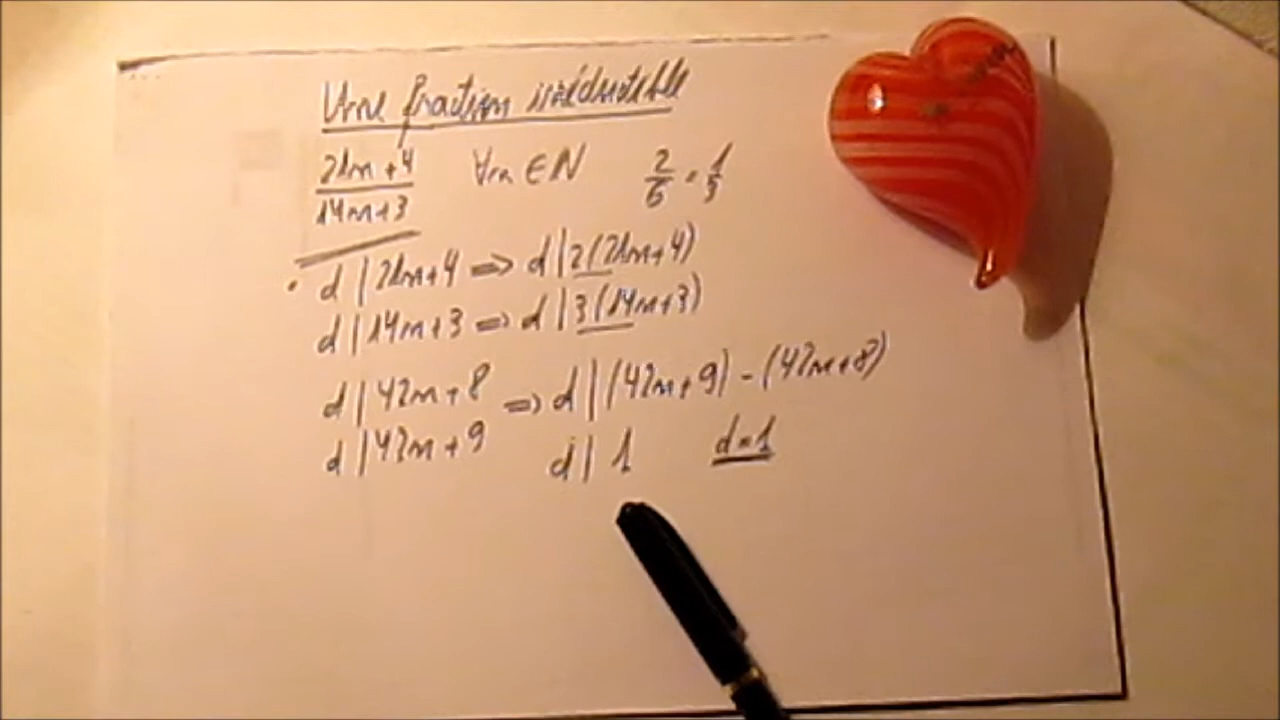 Une fraction irréductible
21n+4 / 14n+3 ∀n ∈ N 2/6 = 1/3
d | 21n+4 ⇒ d | 2(21n+4)
d | 14n+3 ⇒ d | 3(14n+3)
d | 42n+8 ⇒ d | (42n+9) - (42n+8)
d | 42n+9 d | 1 d=1